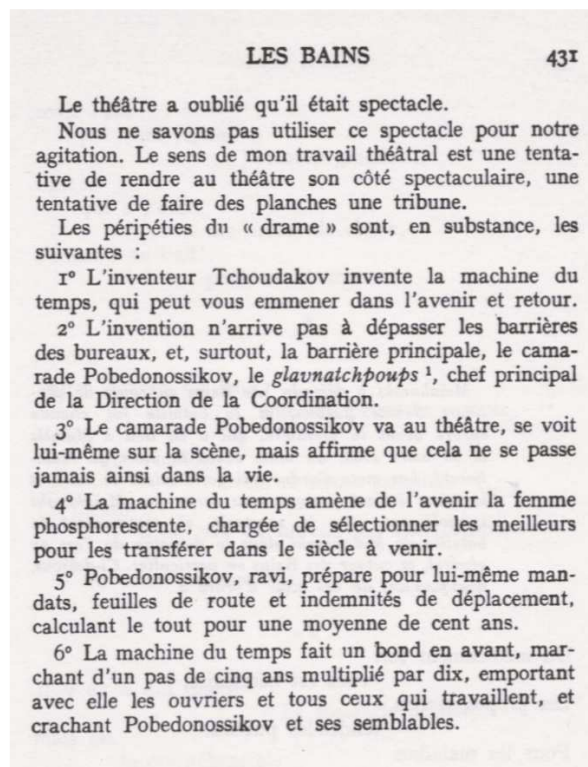 LES BAINS 431
Le théâtre a oublié qu'il était spectacle.
Nous ne savons pas utiliser ce spectacle pour notre
agitation. Le sens de mon travail théâtral est une tenta-
tive de rendre au théâtre son côté spectaculaire, une
tentative de faire des planches une tribune.
Les péripéties du « drame » sont, en substance, les
suivantes :
1º L'inventeur Tchoudakov invente la machine du
temps, qui peut vous emmener dans l'avenir et retour.
2º L'invention n'arrive pas à dépasser les barrières
des bureaux, et, surtout, la barrière principale, le cama-
rade Pobedonossikov, le glavnatchpoups ¹, chef principal
de la Direction de la Coordination.
3º Le camarade Pobedonossikov va au théâtre, se voit
lui-même sur la scène, mais affirme que cela ne se passe
jamais ainsi dans la vie.
4º La machine du temps amène de l'avenir la femme
phosphorescente, chargée de sélectionner les meilleurs
pour les transférer dans le siècle à venir.
5º Pobedonossikov, ravi, prépare pour lui-même man-
dats, feuilles de route et indemnités de déplacement,
calculant le tout pour une moyenne de cent ans.
6º La machine du temps fait un bond en avant, mar-
chant d'un pas de cinq ans multiplié par dix, emportant
avec elle les ouvriers et tous ceux qui travaillent, et
crachant Pobedonossikov et ses semblables.